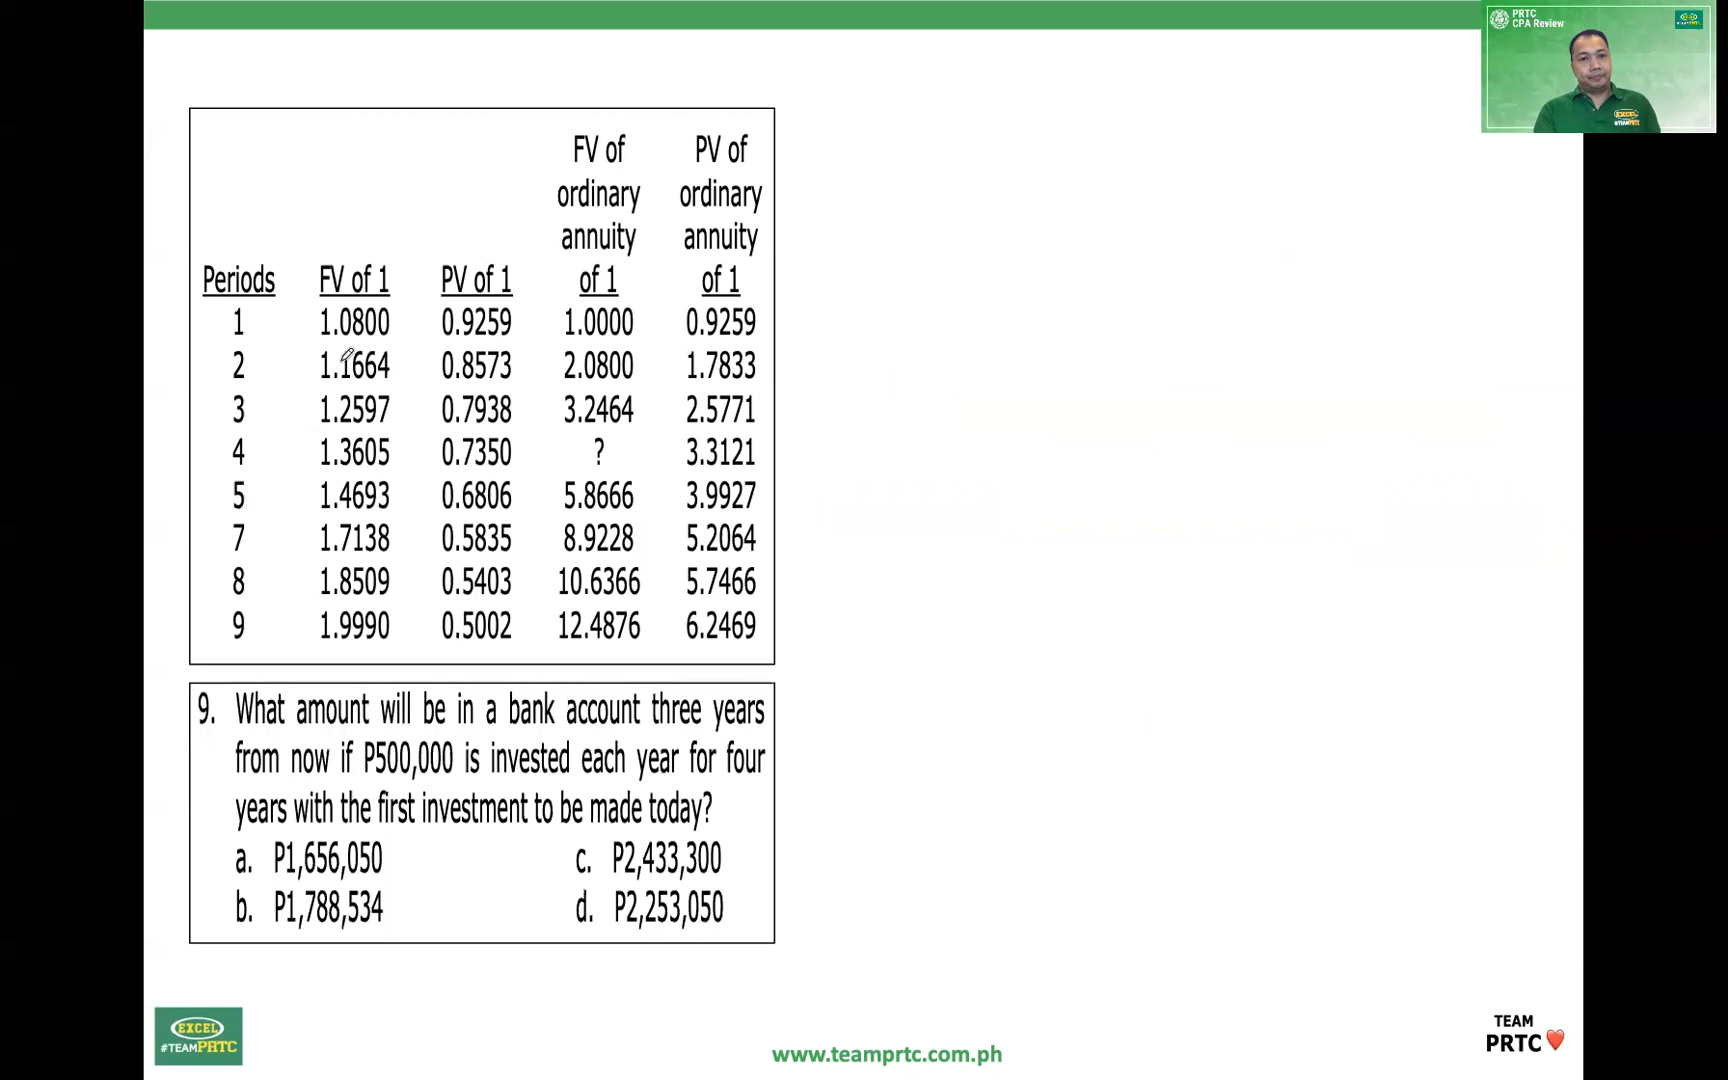 PRTC
CPA Review
FV of PV of
ordinary ordinary
annuity annuity
Periods FV of 1 PV of 1 of 1 of 1
1 1.0800 0.9259 1.0000 0.9259
2 1.1664 0.8573 2.0800 1.7833
3 1.2597 0.7938 3.2464 2.5771
4 1.3605 0.7350 ? 3.3121
5 1.4693 0.6806 5.8666 3.9927
7 1.7138 0.5835 8.9228 5.2064
8 1.8509 0.5403 10.6366 5.7466
9 1.9990 0.5002 12.4876 6.2469
9. What amount will be in a bank account three years
from now if P500,000 is invested each year for four
years with the first investment to be made today?
a. P1,656,050 c. P2,433,300
b. P1,788,534 d. P2,253,050
EXCEL
#TEAMPRTC
www.teamprtc.com.ph
TEAM
PRTC